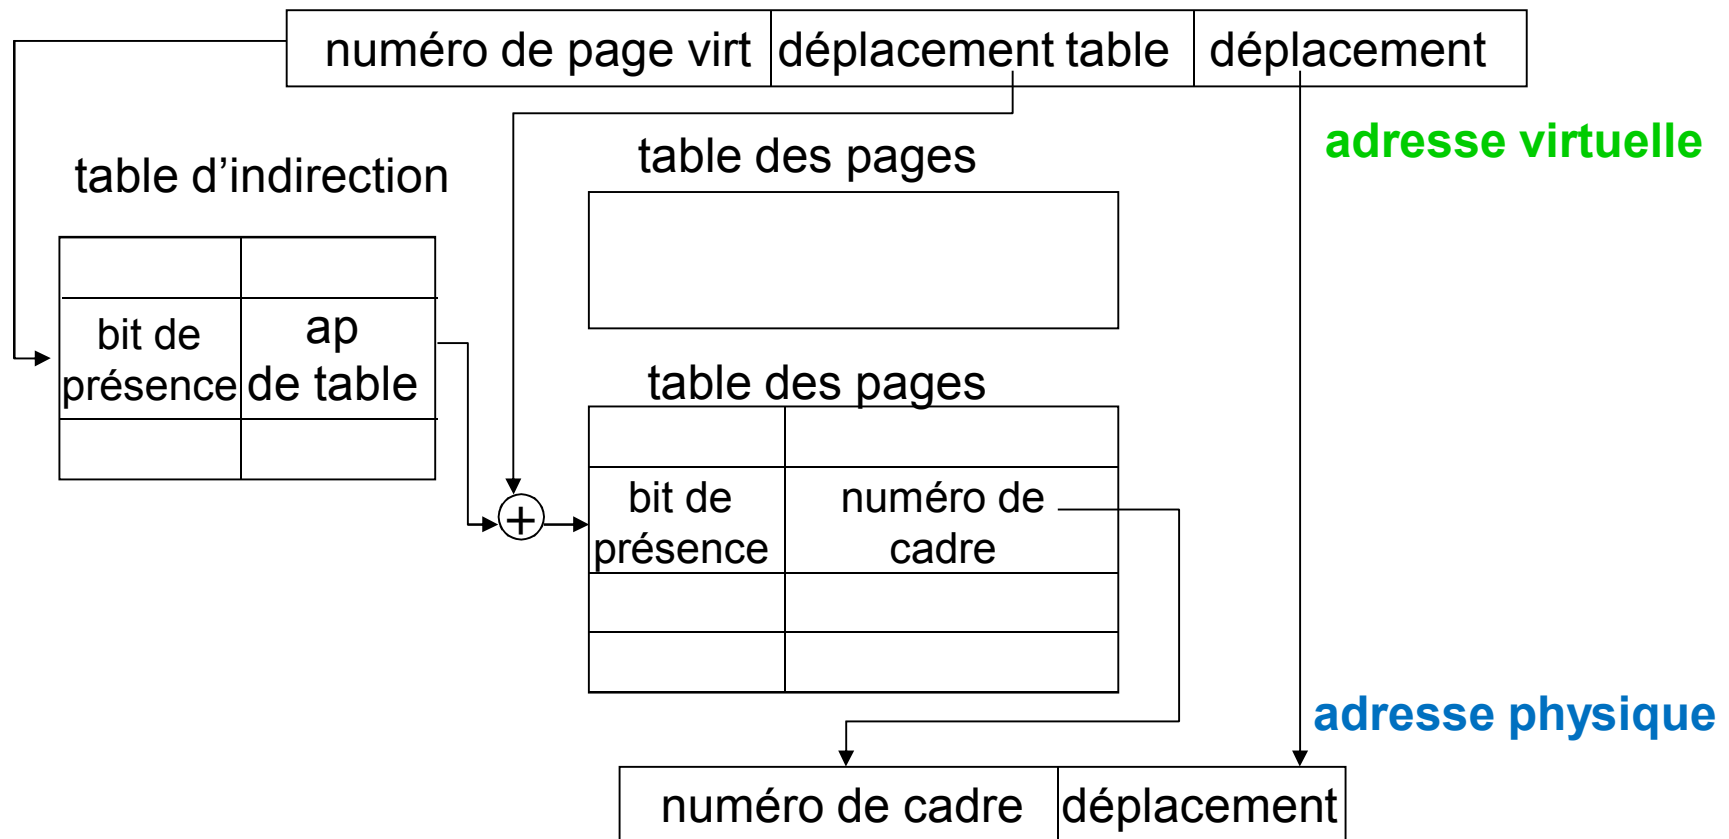 numéro de page virt déplacement table déplacement
adresse virtuelle
table d’indirection
table des pages
bit de présence
ap de table
table des pages
bit de présence
numéro de cadre
+
adresse physique
numéro de cadre déplacement